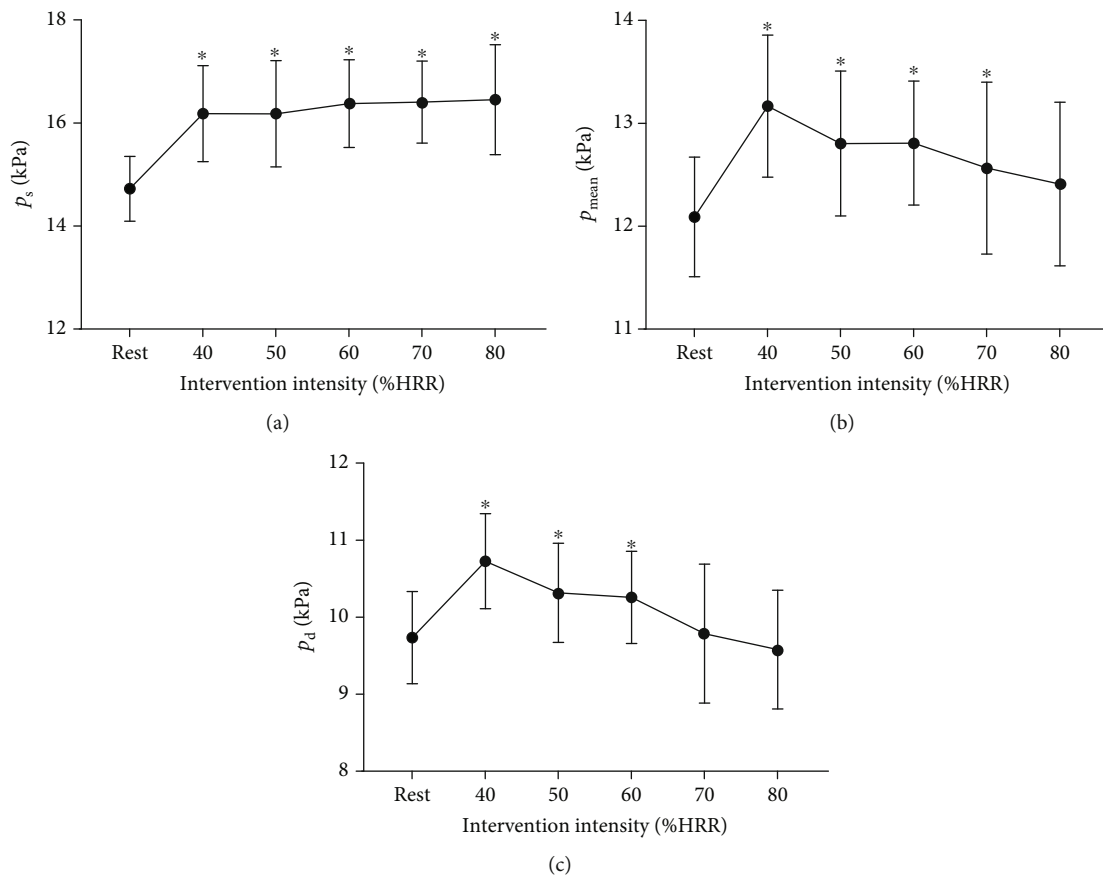 18
16
14
12
p_s (kPa)
* * * * *
Rest 40 50 60 70 80
Intervention intensity (%HRR)
(a)
14
13
12
11
p_mean (kPa)
* * * *
Rest 40 50 60 70 80
Intervention intensity (%HRR)
(b)
12
11
10
9
8
p_d (kPa)
* * *
Rest 40 50 60 70 80
Intervention intensity (%HRR)
(c)